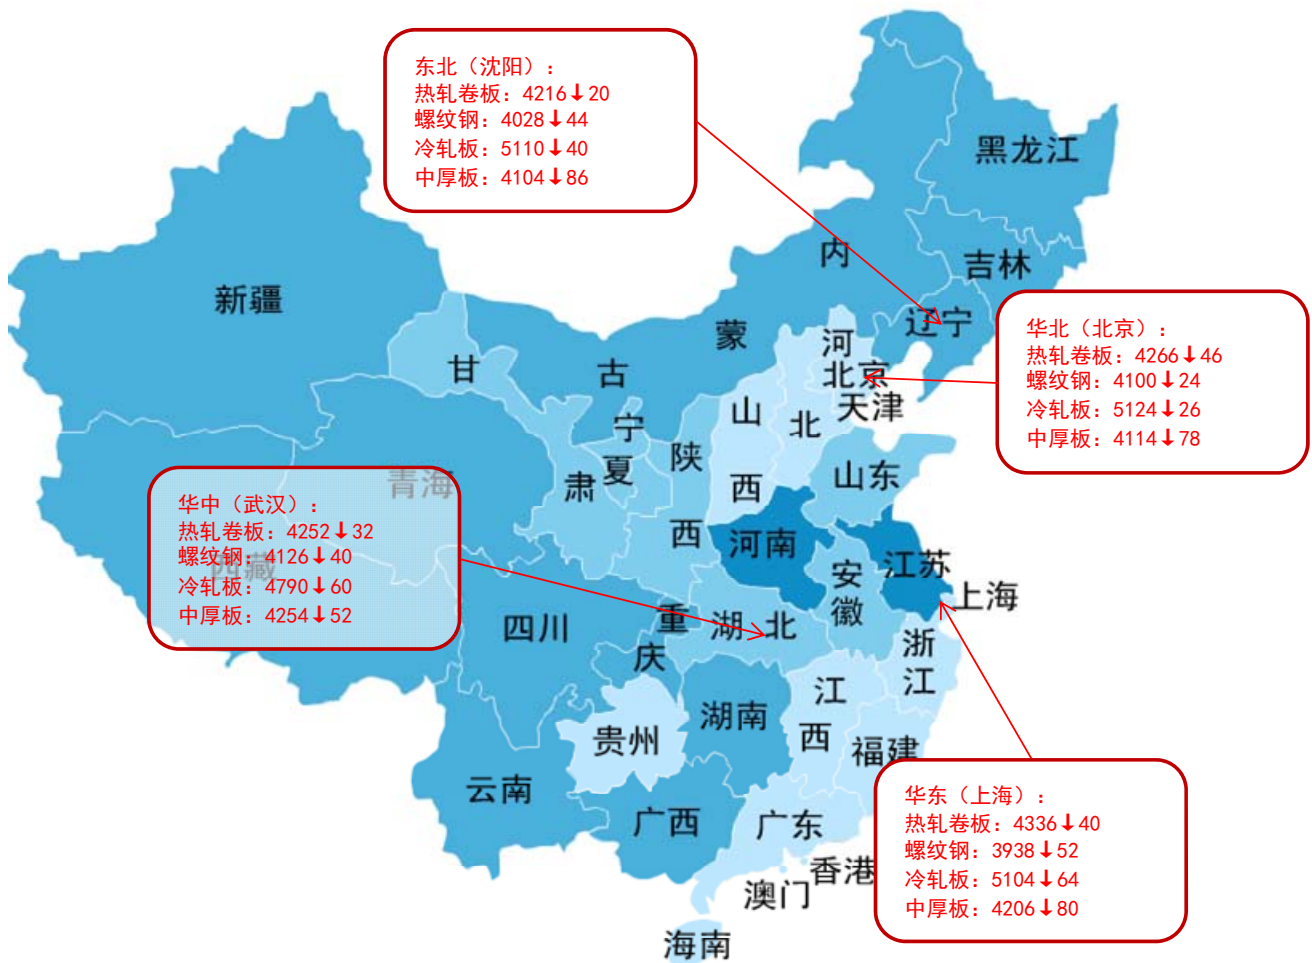 东北（沈阳）：
热轧卷板：4216↓20
螺纹钢：4028↓44
冷轧板：5110↓40
中厚板：4104↓86
黑龙江
内
吉林
新疆
辽宁
蒙
河
华北（北京）：
热轧卷板：4266↓46
螺纹钢：4100↓24
冷轧板：5124↓26
中厚板：4114↓78
甘
古
北京
天津
山
北
宁
陕
夏
山东
青海
肃
西
华中（武汉）：
热轧卷板：4252↓32
螺纹钢：4126↓40
冷轧板：4790↓60
中厚板：4254↓52
西藏
西
河南
江苏
安
徽
上海
四川
重
庆
湖 北
浙
江
江
西
湖南
贵州
福建
云南
广西
广东
华东（上海）：
热轧卷板：4336↓40
螺纹钢：3938↓52
冷轧板：5104↓64
中厚板：4206↓80
香港
澳门
海南